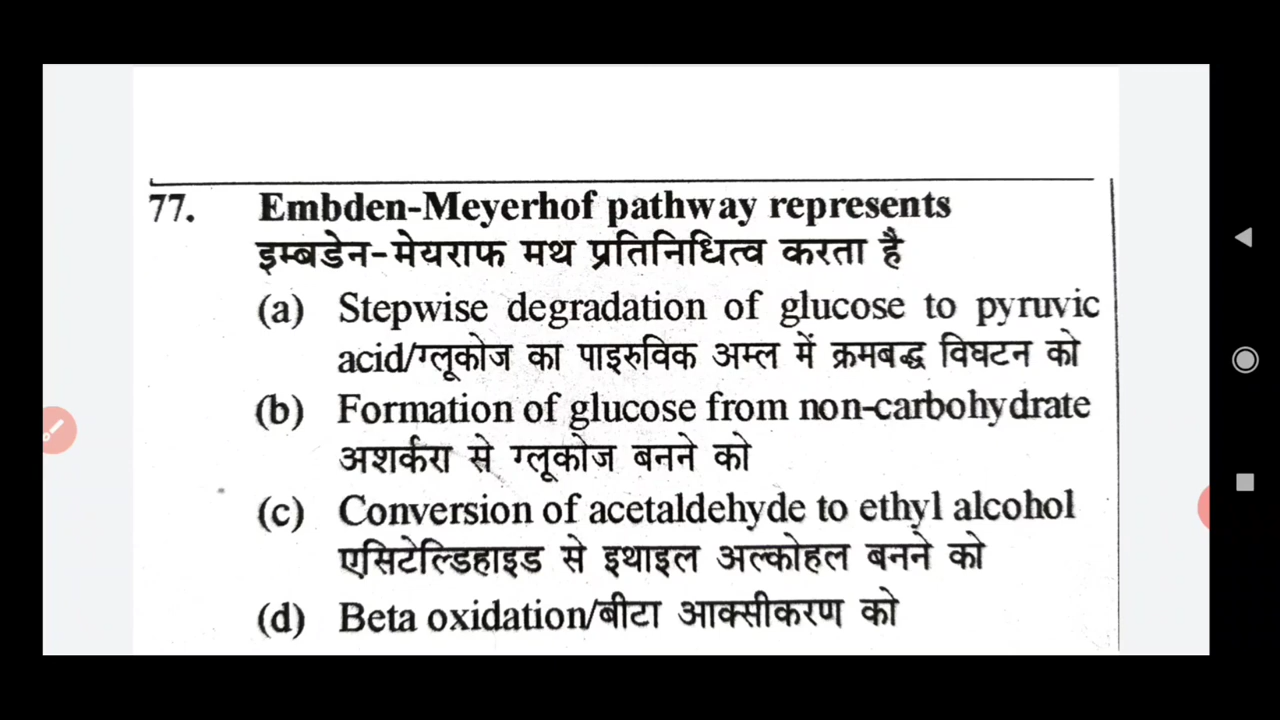 77. Embden-Meyerhof pathway represents
इम्बडेन-मेयराफ मथ प्रतिनिधित्व करता है
(a) Stepwise degradation of glucose to pyruvic
acid/ग्लूकोज का पाइरुविक अम्ल में क्रमबद्ध विघटन को
(b) Formation of glucose from non-carbohydrate
अशर्करा से ग्लूकोज बनने को
(c) Conversion of acetaldehyde to ethyl alcohol
एसिटेल्डिहाइड से इथाइल अल्कोहल बनने को
(d) Beta oxidation/बीटा आक्सीकरण को